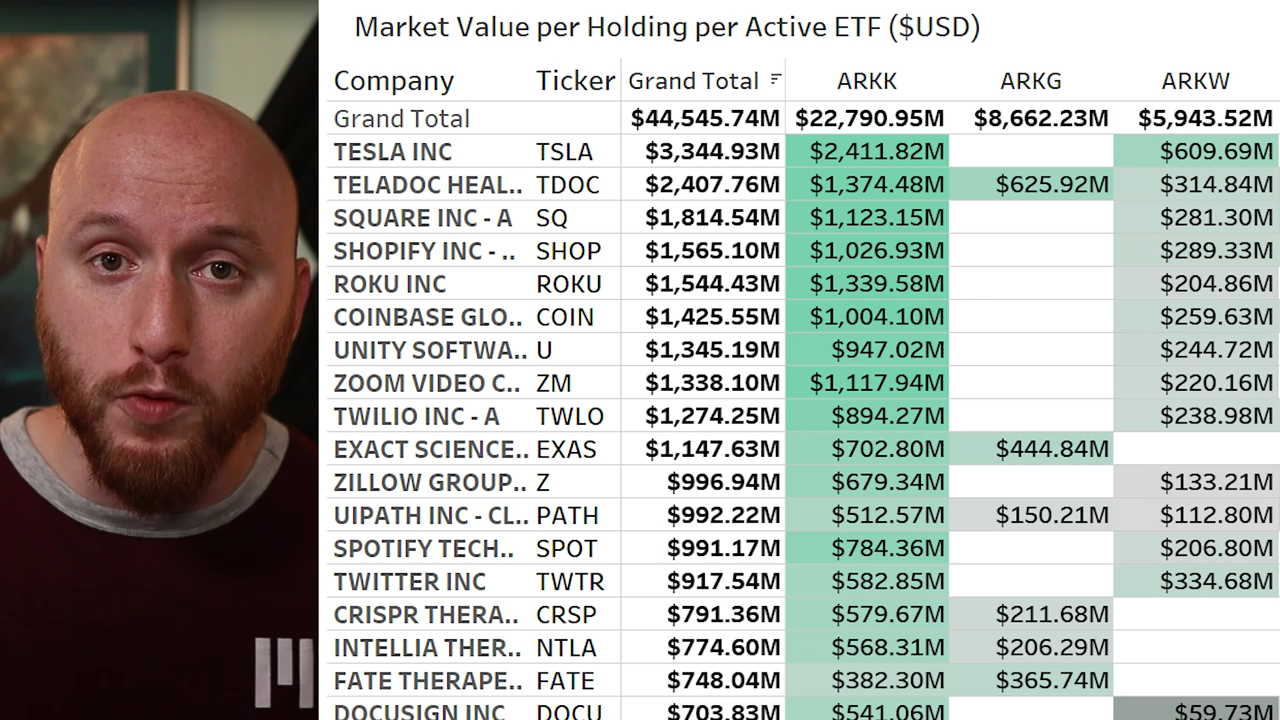 Market Value per Holding per Active ETF ($USD)
Company Ticker Grand Total ARKK ARKG ARKW
Grand Total $44,545.74M $22,790.95M $8,662.23M $5,943.52M
TESLA INC TSLA $3,344.93M $2,411.82M $609.69M
TELADOC HEAL.. TDOC $2,407.76M $1,374.48M $625.92M $314.84M
SQUARE INC - A SQ $1,814.54M $1,123.15M $281.30M
SHOPIFY INC - .. SHOP $1,565.10M $1,026.93M $289.33M
ROKU INC ROKU $1,544.43M $1,339.58M $204.86M
COINBASE GLO.. COIN $1,425.55M $1,004.10M $259.63M
UNITY SOFTWA.. U $1,345.19M $947.02M $244.72M
ZOOM VIDEO C.. ZM $1,338.10M $1,117.94M $220.16M
TWILIO INC - A TWLO $1,274.25M $894.27M $238.98M
EXACT SCIENCE.. EXAS $1,147.63M $702.80M $444.84M
ZILLOW GROUP.. Z $996.94M $679.34M $133.21M
UIPATH INC - CL.. PATH $992.22M $512.57M $150.21M $112.80M
SPOTIFY TECH.. SPOT $991.17M $784.36M $206.80M
TWITTER INC TWTR $917.54M $582.85M $334.68M
CRISPR THERA.. CRSP $791.36M $579.67M $211.68M
INTELLIA THER.. NTLA $774.60M $568.31M $206.29M
FATE THERAPE.. FATE $748.04M $382.30M $365.74M
DOCUSIGN INC DOCU $703.83M $541.06M $59.73M